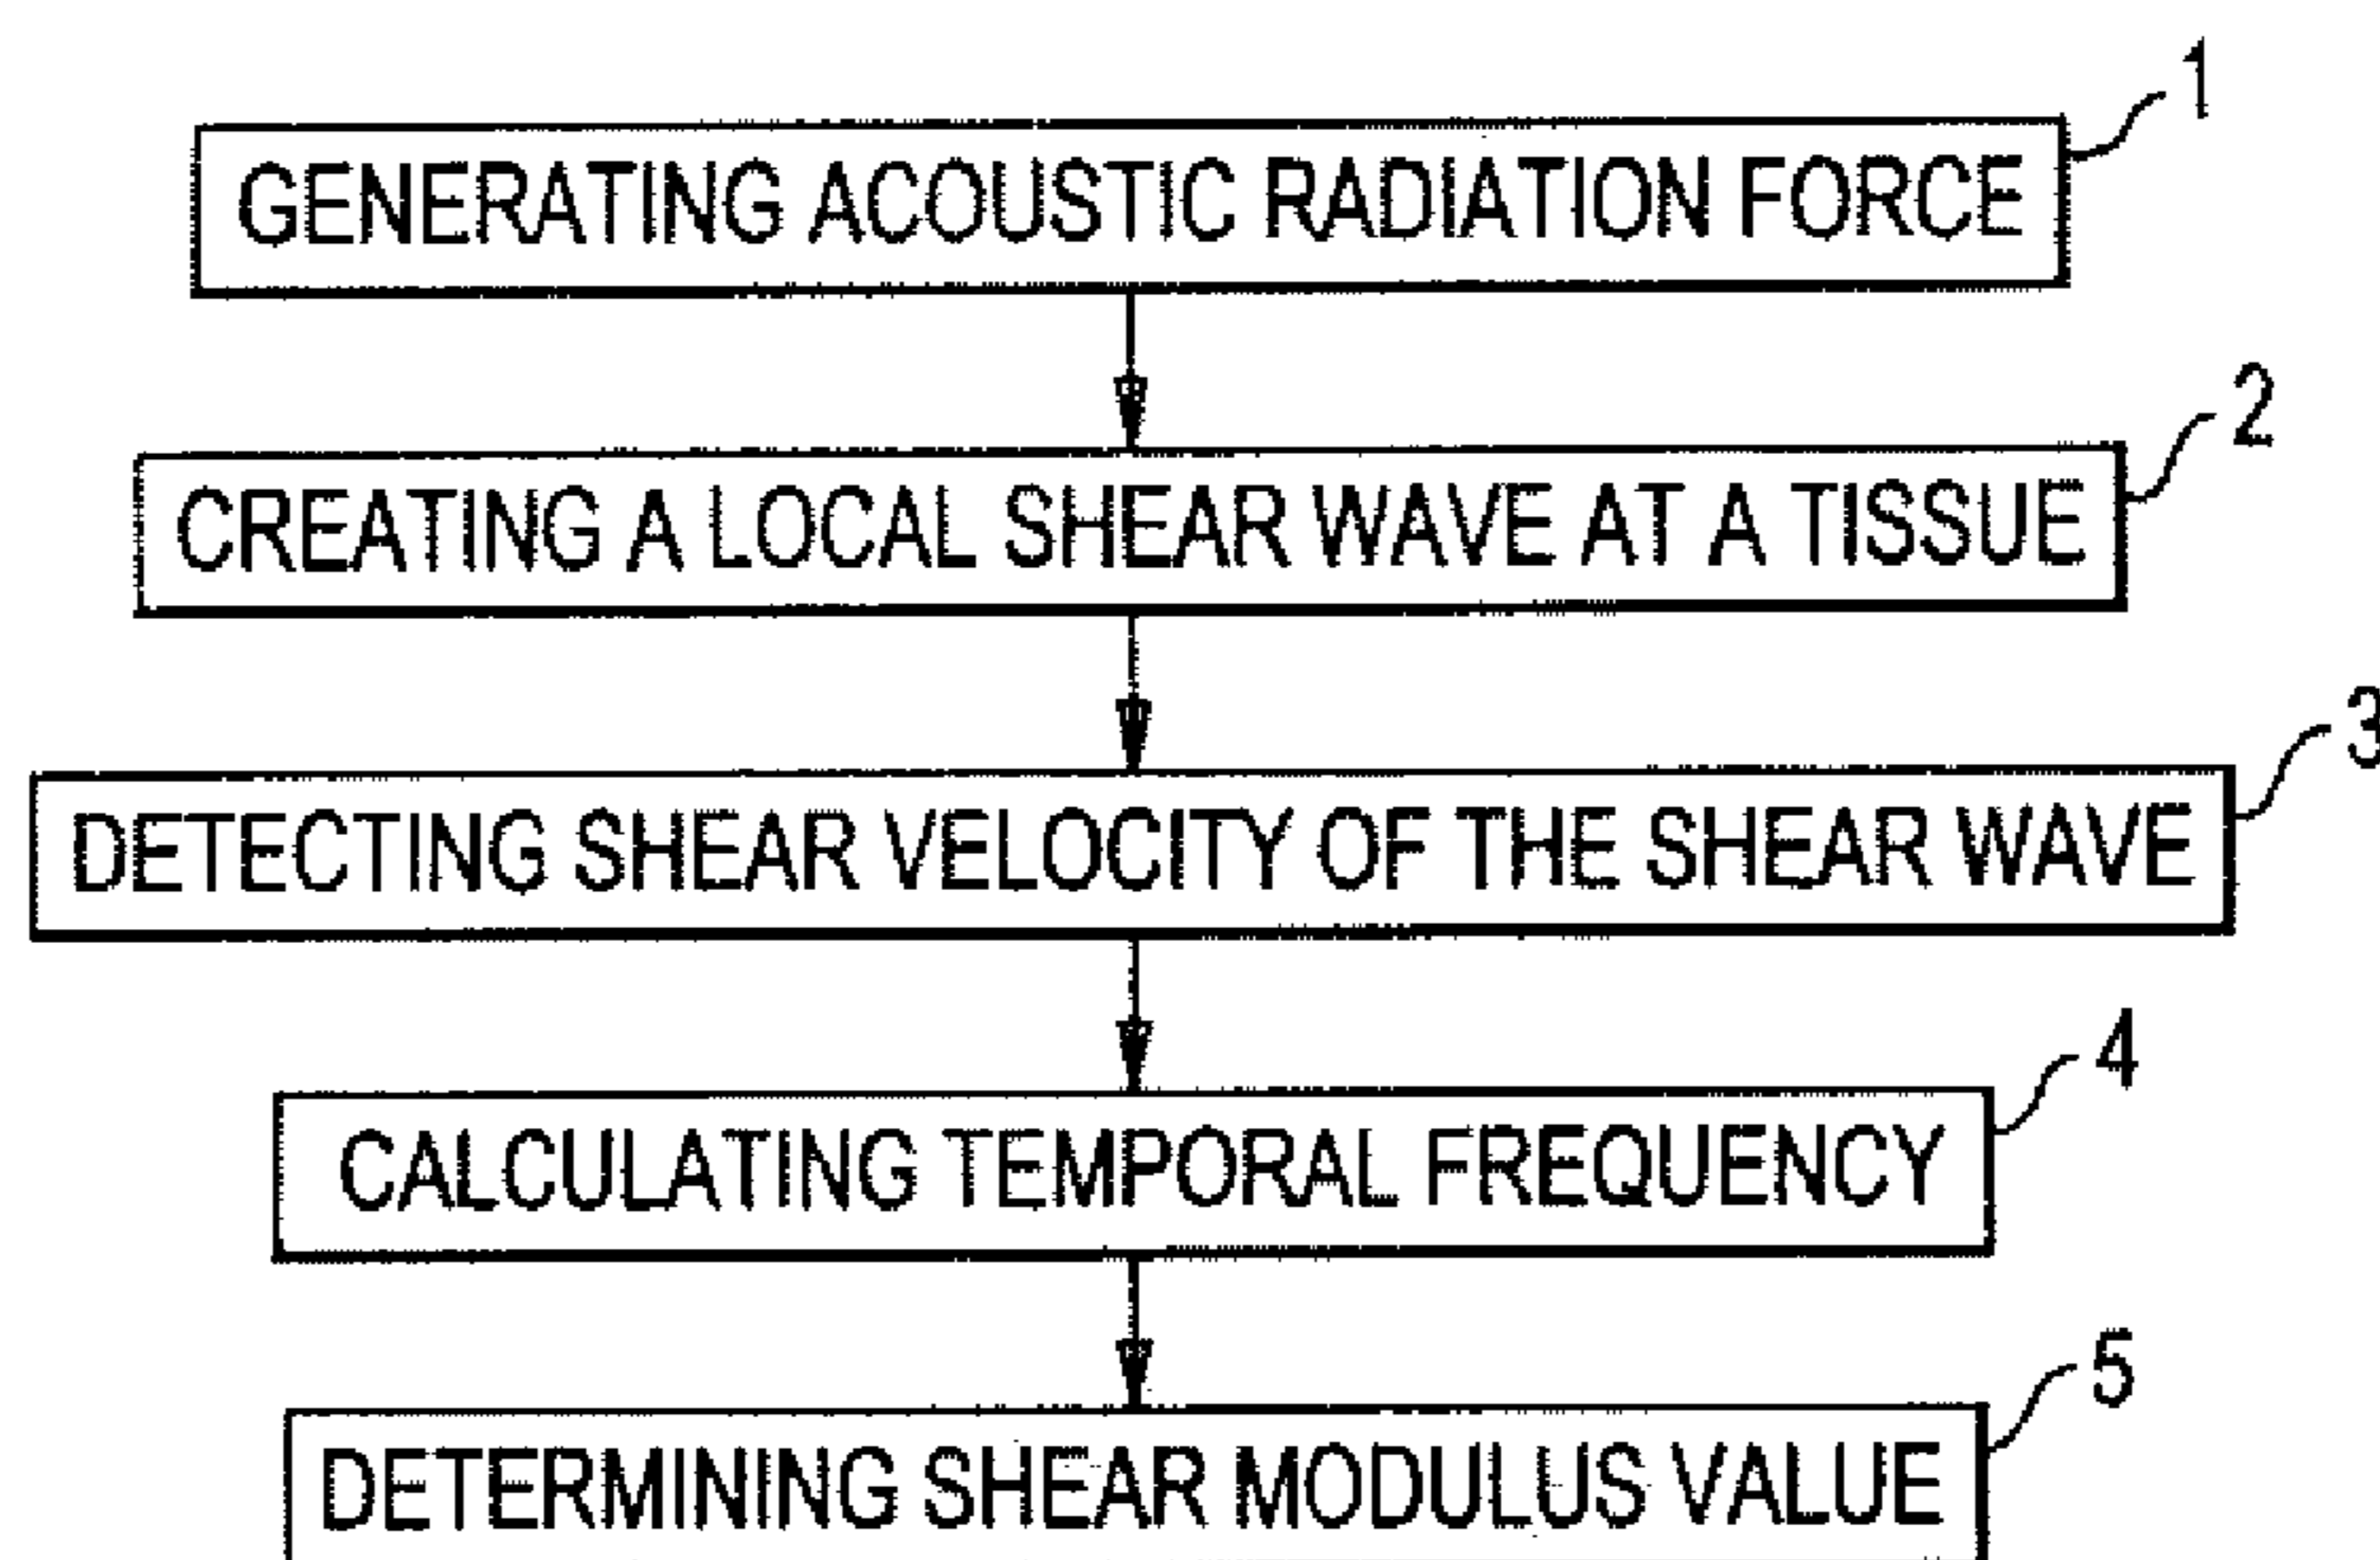 1
GENERATING ACOUSTIC RADIATION FORCE
2
CREATING A LOCAL SHEAR WAVE AT A TISSUE
3
DETECTING SHEAR VELOCITY OF THE SHEAR WAVE
4
CALCULATING TEMPORAL FREQUENCY
5
DETERMINING SHEAR MODULUS VALUE